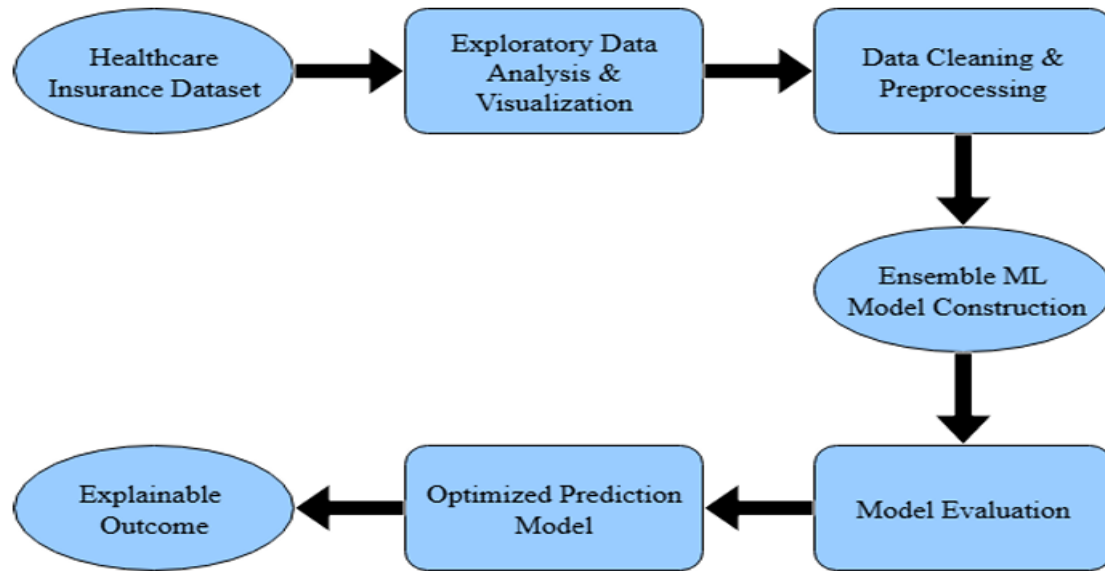 Healthcare
Insurance Dataset
Exploratory Data
Analysis &
Visualization
Data Cleaning &
Preprocessing
Ensemble ML
Model Construction
Model Evaluation
Optimized Prediction
Model
Explainable
Outcome